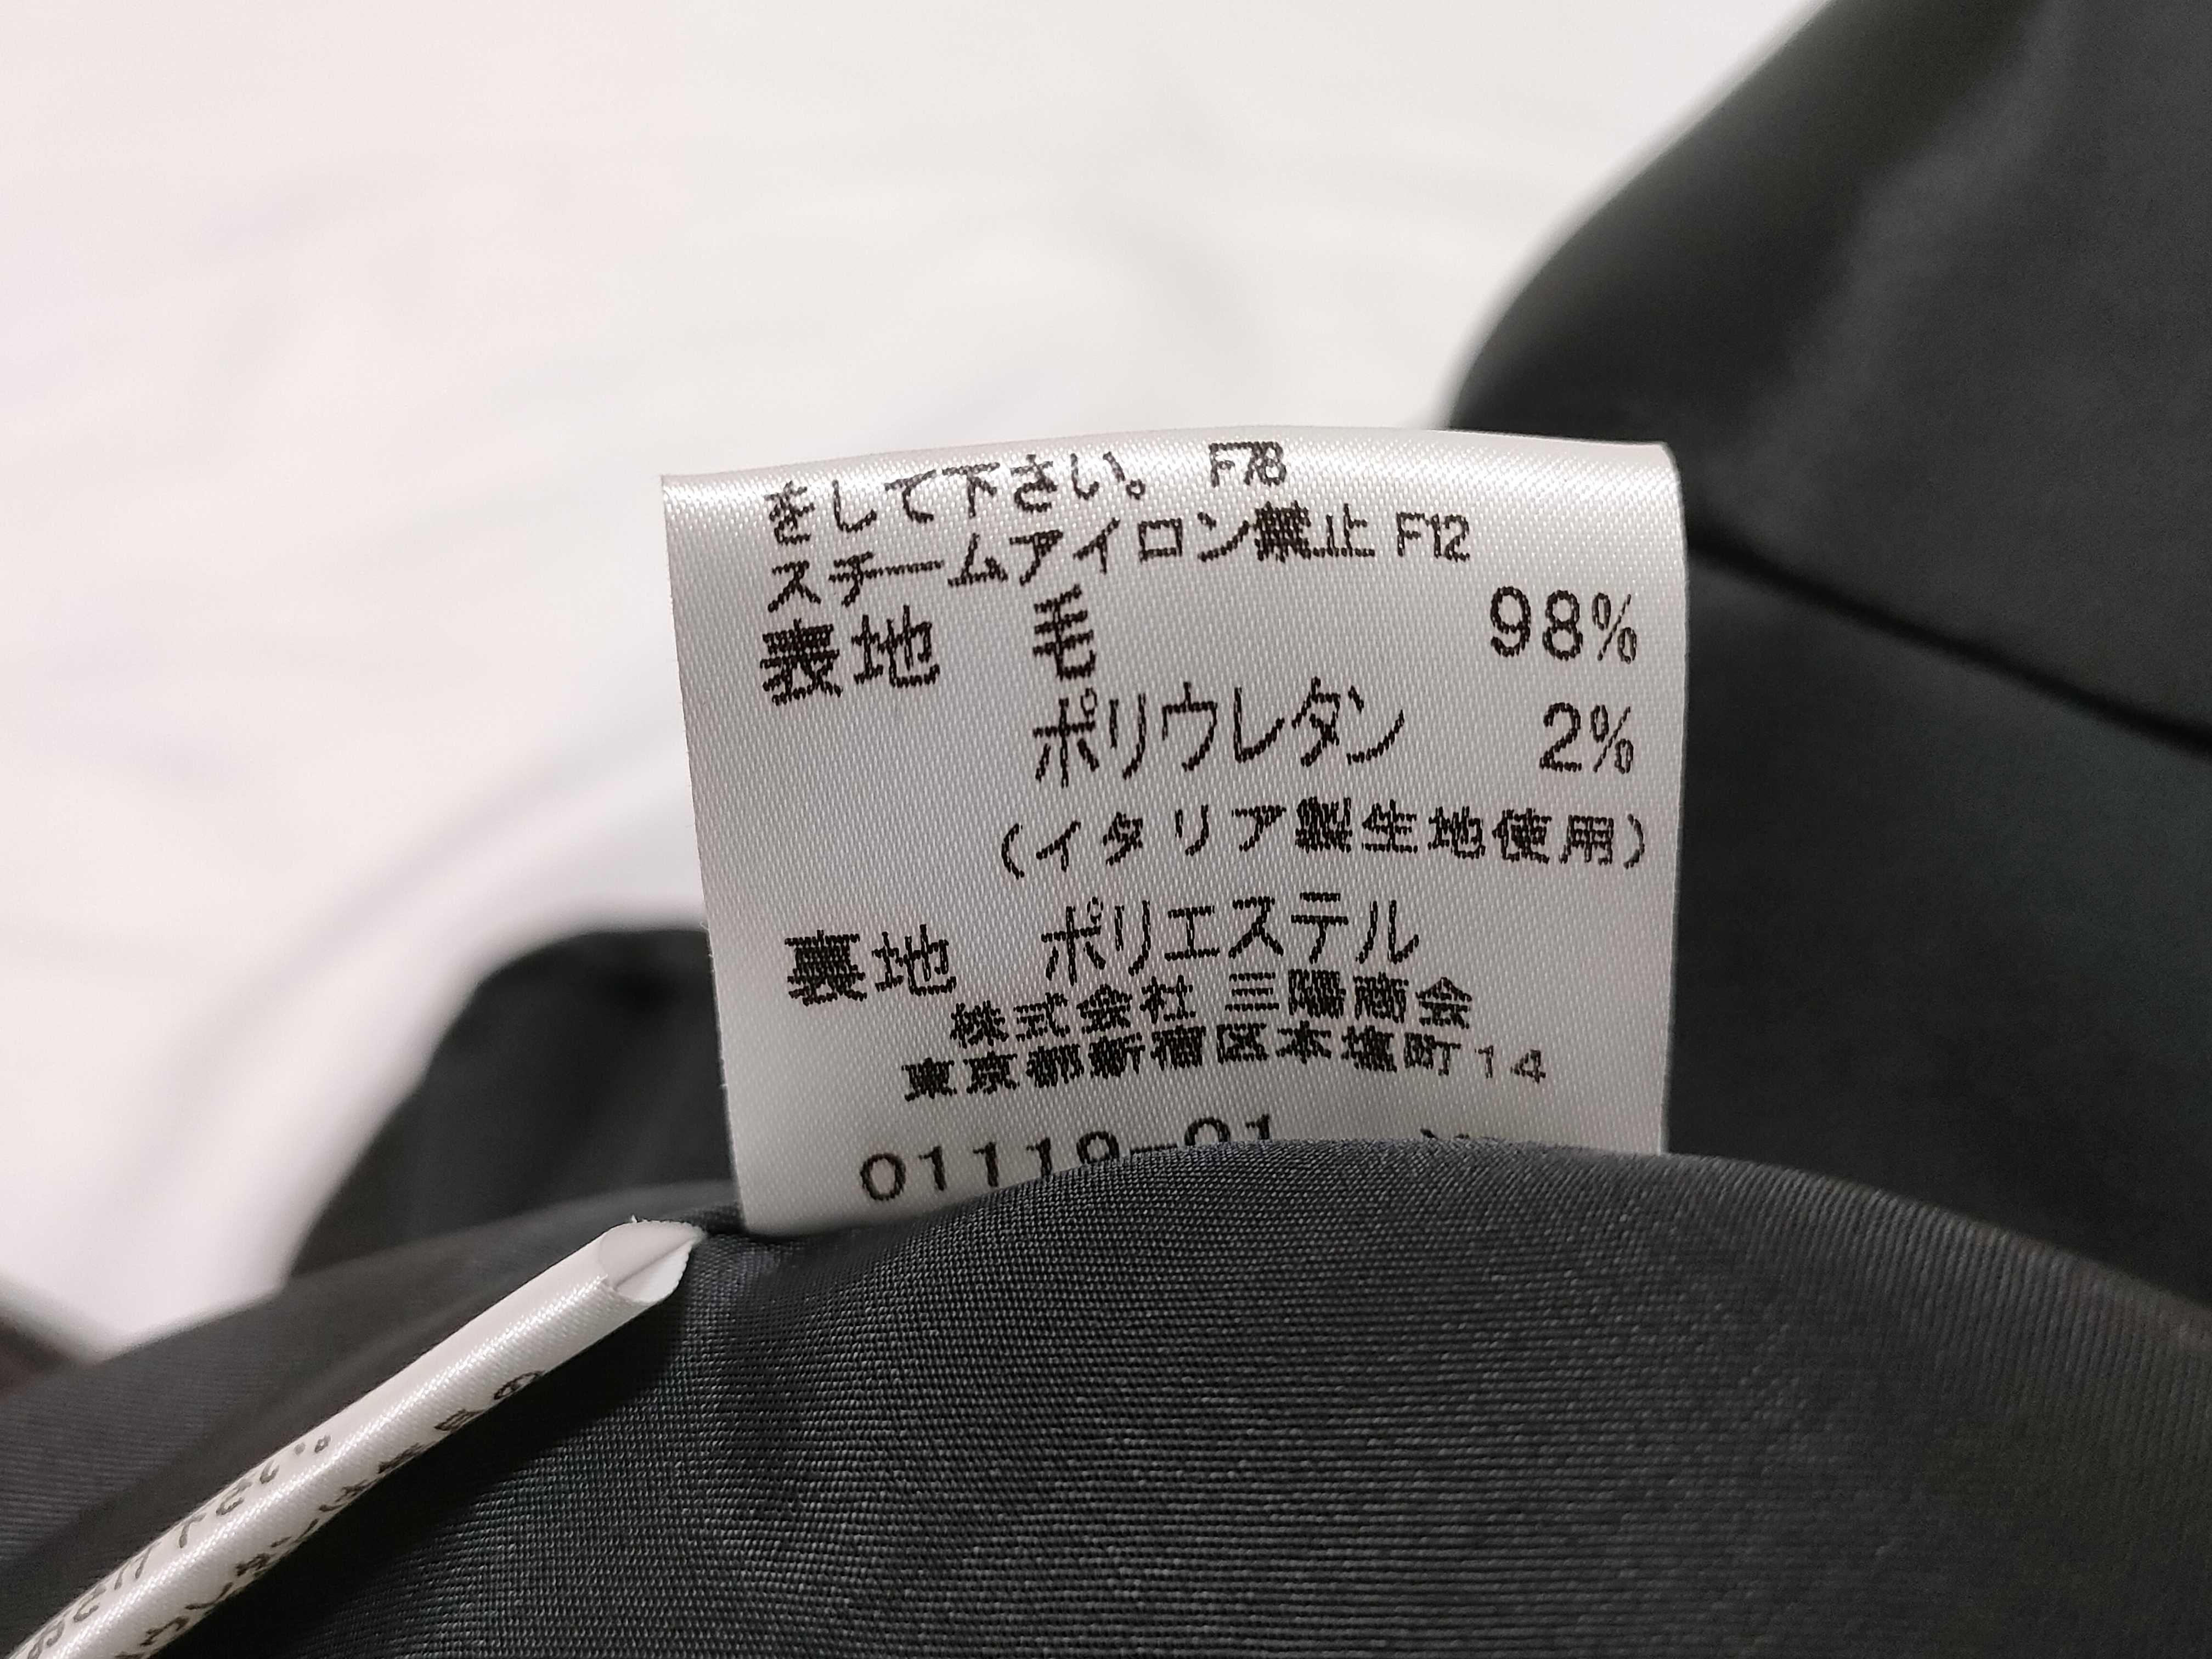 をして下さい。 F78
スチームアイロン禁止 F12
表地 毛 98%
ポリウレタン 2%
(イタリア製生地使用)
裏地 ポリエステル
株式会社 三陽商会
東京都新宿区本塩町14
01119-01